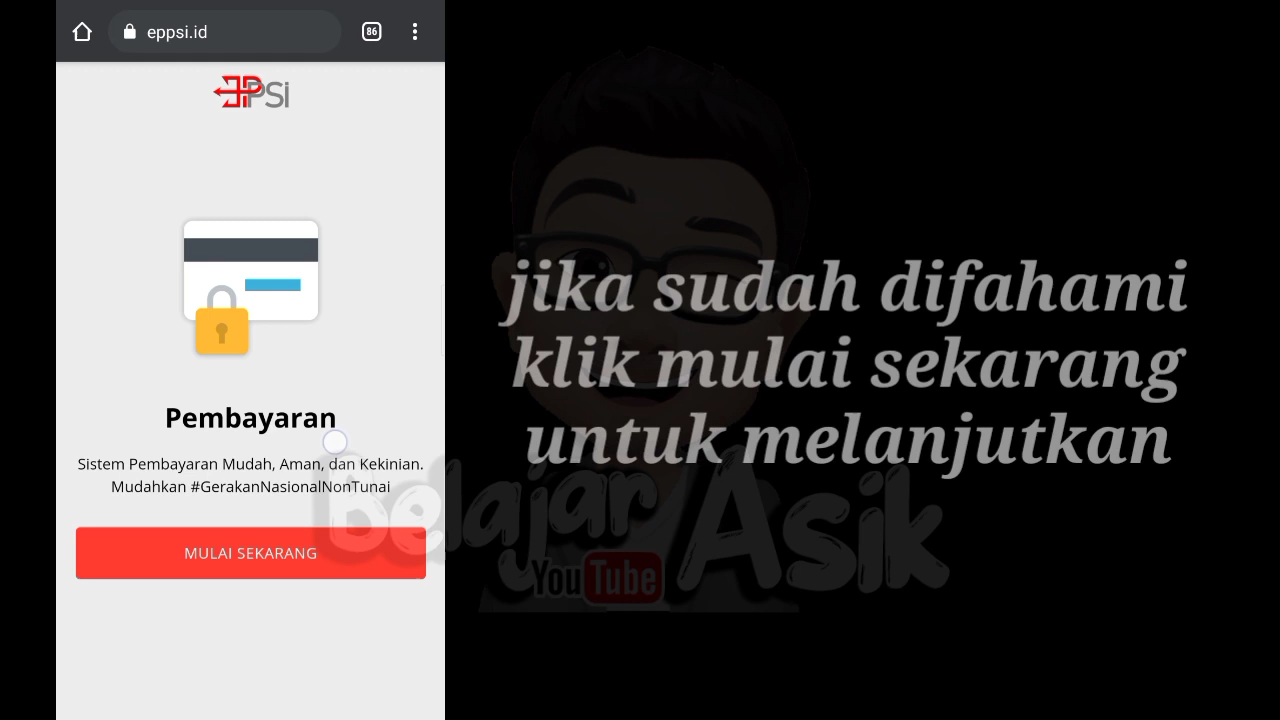 eppsi.id
86
EPSi
Pembayaran
Sistem Pembayaran Mudah, Aman, dan Kekinian.
Mudahkan #GerakanNasionalNonTunai
MULAI SEKARANG
jika sudah difahami
klik mulai sekarang
untuk melanjutkan
belajar Asik
YouTube